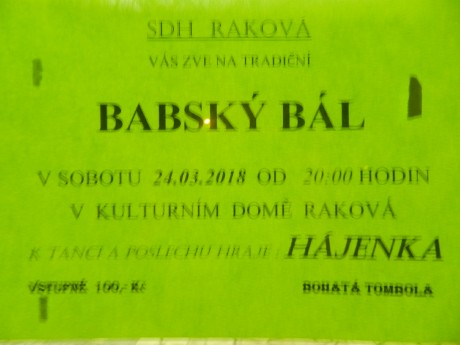 SDH RAKOVÁ
VÁS ZVE NA TRADIČNÍ
BABSKÝ BÁL
V SOBOTU 24.03.2018 OD 20:00 HODIN
V KULTURNÍM DOMĚ RAKOVÁ
K TANCI A POSLECHU HRAJE: HÁJENKA
VSTUPNÉ 100,- Kč BOHATÁ TOMBOLA